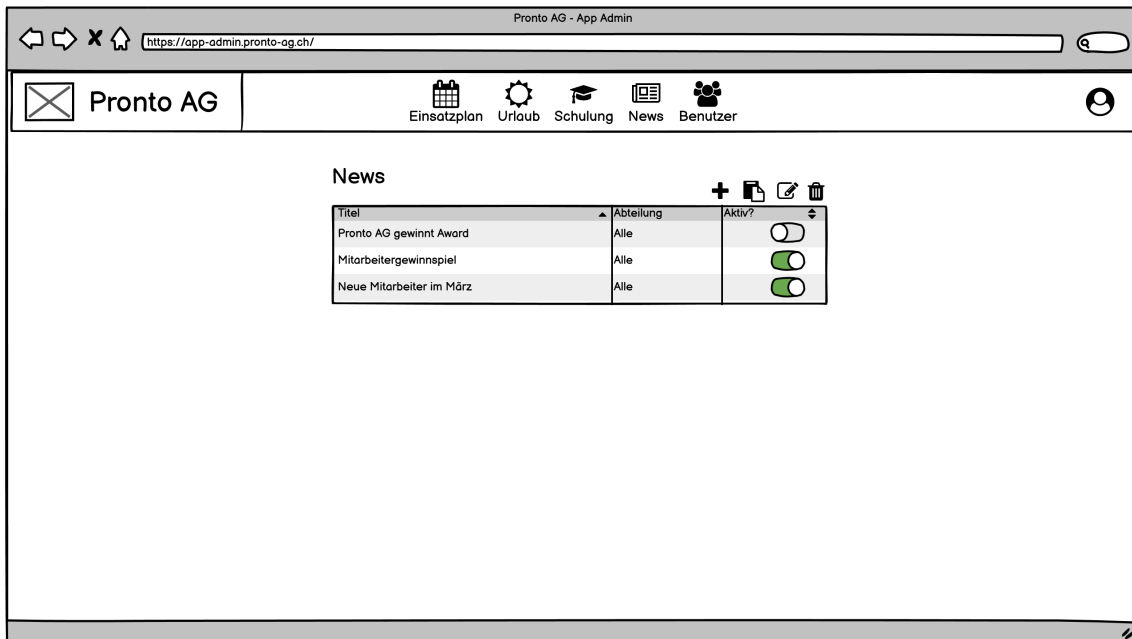 Pronto AG - App Admin
https://app-admin.pronto-ag.ch/
Pronto AG
Einsatzplan Urlaub Schulung News Benutzer
News
Titel Abteilung Aktiv?
Pronto AG gewinnt Award Alle
Mitarbeitergewinnspiel Alle
Neue Mitarbeiter im März Alle